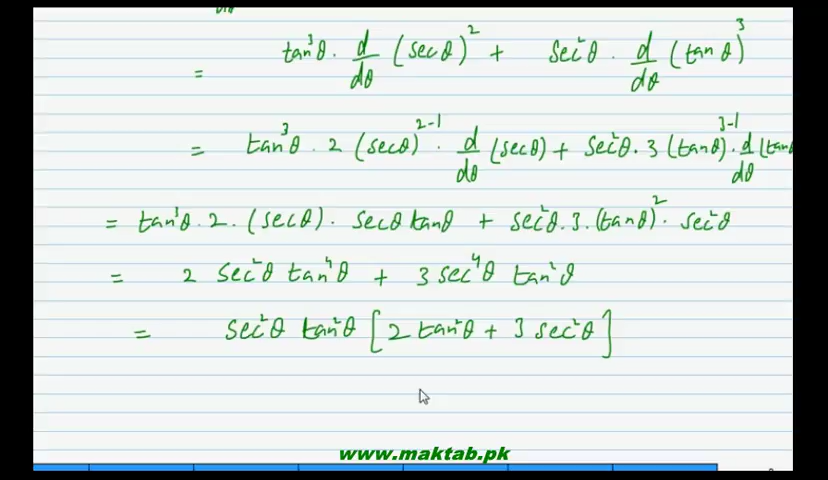 = tan³θ · d/dθ (secθ)² + sec²θ · d/dθ (tanθ)³
= tan³θ · 2 (secθ)²⁻¹ · d/dθ (secθ) + sec²θ · 3 (tanθ)³⁻¹ · d/dθ (tanθ
= tan³θ · 2 · (secθ) · secθ tanθ + sec²θ · 3 · (tanθ)² · sec²θ
= 2 sec²θ tan⁴θ + 3 sec⁴θ tan²θ
= sec²θ tan²θ [2 tan²θ + 3 sec²θ]
www.maktab.pk